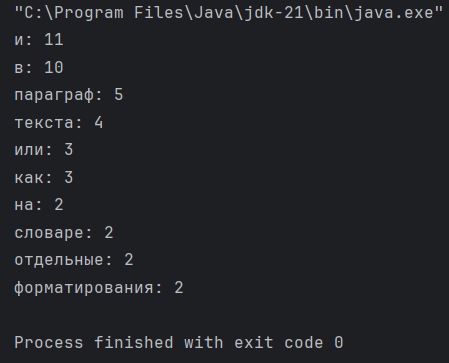 "C:\Program Files\Java\jdk-21\bin\java.exe"
и: 11
в: 10
параграф: 5
текста: 4
или: 3
как: 3
на: 2
словаре: 2
отдельные: 2
форматирования: 2
Process finished with exit code 0